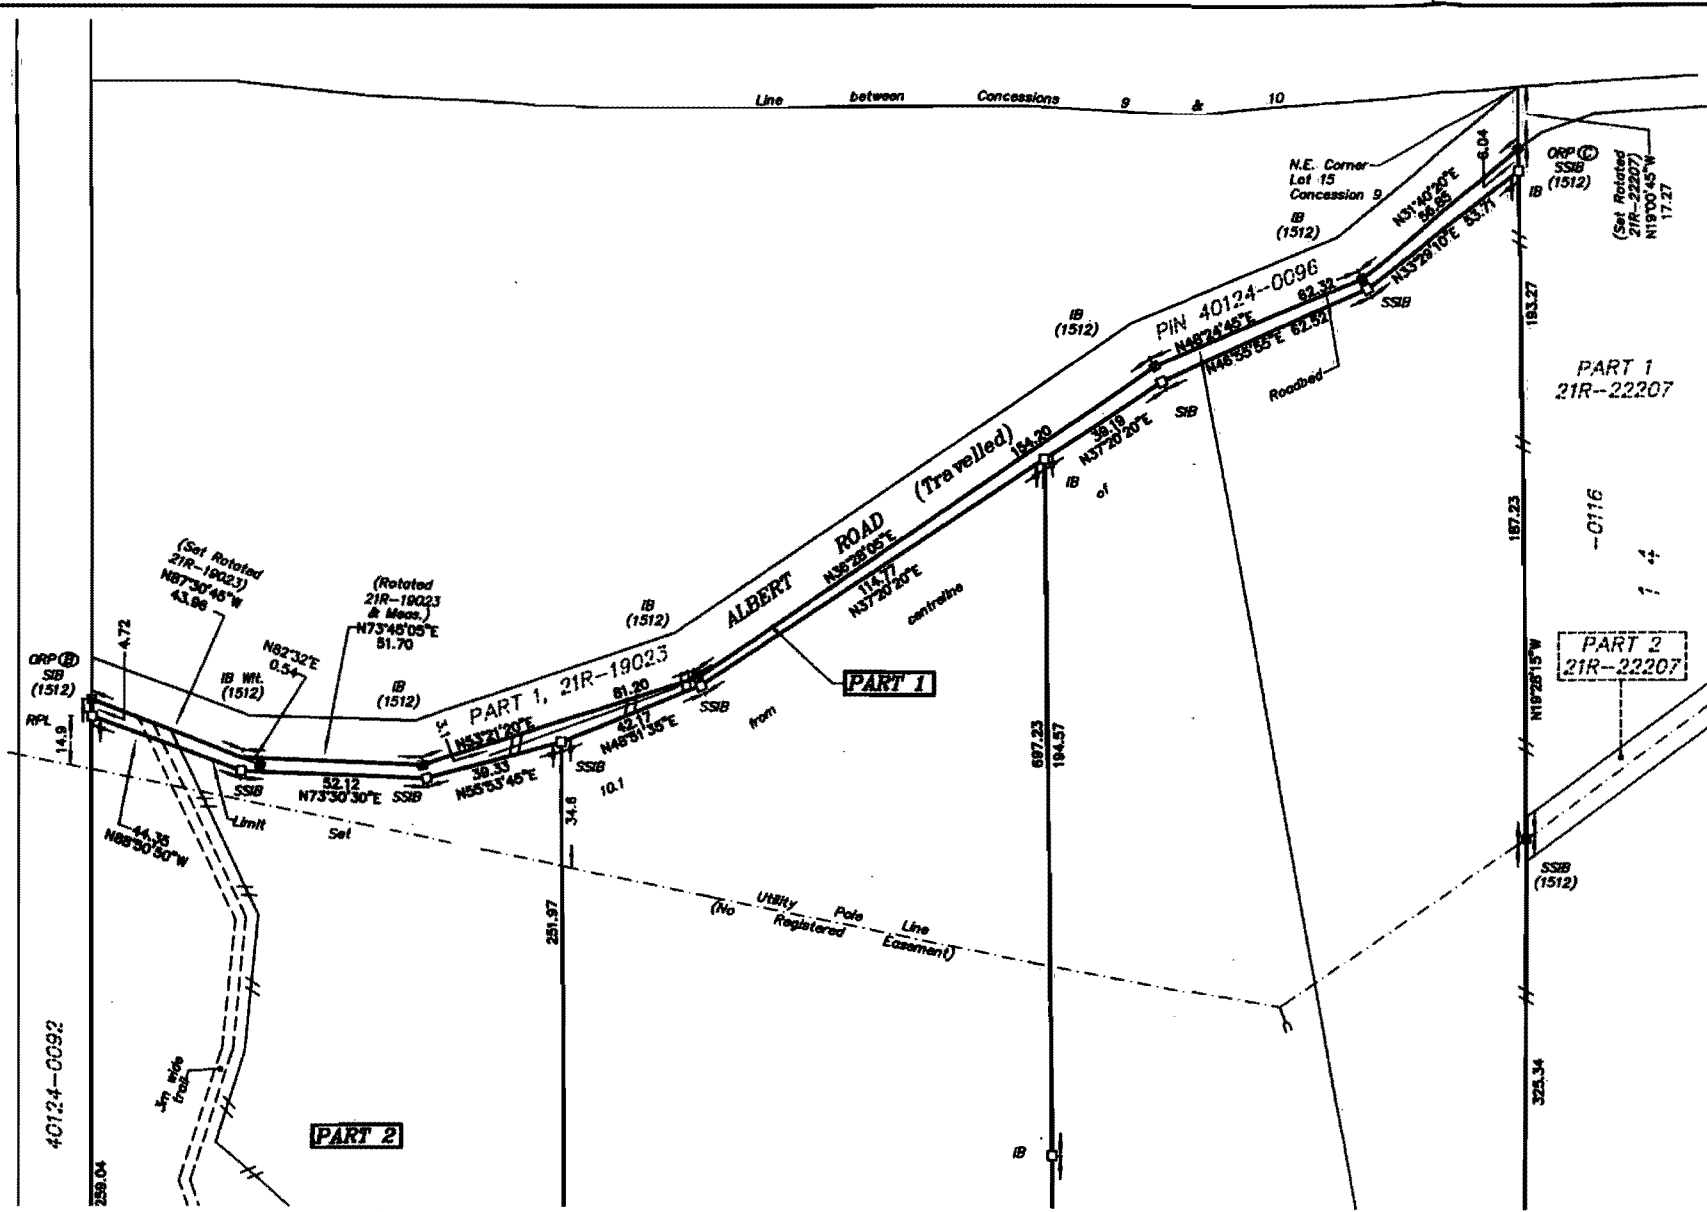 Line between Concessions 9 & 10
N.E. Corner
Lot 15
Concession 9
6.04
ORP Ⓒ
SSIB
(1512)
IB
(Set Rotated
21R-22207)
N19°00'45"W
17.27
N31°40'20"E
56.85
N33°29'10"E 53.71
IB
(1512)
SSIB
PIN 40124-0096
62.32
N48°24'45"E
N46°55'55"E 62.52
Roadbed
IB
(1512)
SIB
193.27
PART 1
21R-22207
(Travelled)
154.20
39.19
N37°20'20"E
IB
of
187.23
-0116
14
ROAD
N36°28'05"E
114.77
N37°20'20"E
centreline
ALBERT
(Set Rotated
21R-19023)
N87°30'45"W
43.96
(Rotated
21R-19023
& Meas.)
N73°45'05"E
51.70
IB
(1512)
4.72
N82°32'E
0.54
ORP Ⓑ
SIB
(1512)
RPL
14.9
IB Wit.
(1512)
IB
(1512)
PART 1, 21R-19023
61.20
N53°21'20"E
3.1
42.17
N48°51'35"E
SSIB
from
PART 1
PART 2
21R-22207
N19°26'15"W
SSIB
52.12
N73°30'30"E
SSIB
39.33
N55°53'45"E
SSIB
10.1
34.6
697.23
194.57
44.35
N88°50'50"W
Limit
Set
Utility Pole Line
(No Registered Easement)
SSIB
(1512)
251.97
40124-0092
3m wide
trail
PART 2
IB
325.34
259.04